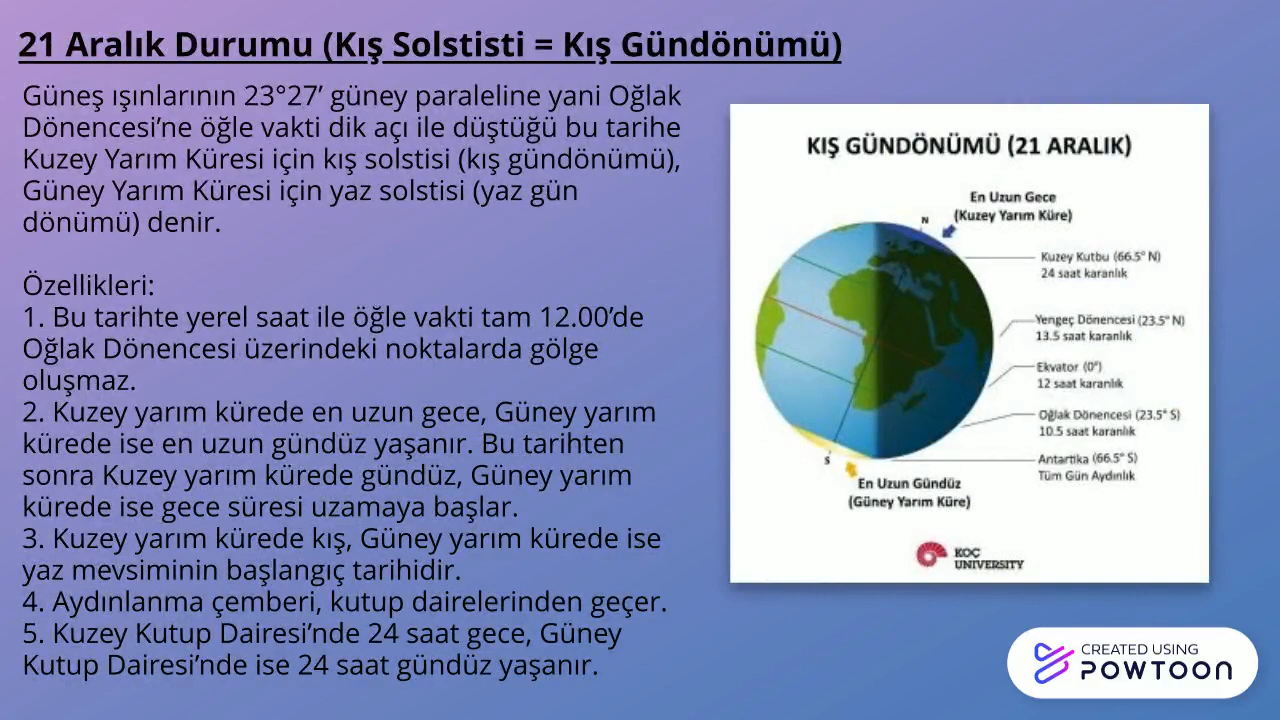 21 Aralık Durumu (Kış Solstisti = Kış Gündönümü)
Güneş ışınlarının 23°27’ güney paraleline yani Oğlak
Dönencesi’ne öğle vakti dik açı ile düştüğü bu tarihe
Kuzey Yarım Küresi için kış solstisi (kış gündönümü),
Güney Yarım Küresi için yaz solstisi (yaz gün
dönümü) denir.
Özellikleri:
1. Bu tarihte yerel saat ile öğle vakti tam 12.00’de
Oğlak Dönencesi üzerindeki noktalarda gölge
oluşmaz.
2. Kuzey yarım kürede en uzun gece, Güney yarım
kürede ise en uzun gündüz yaşanır. Bu tarihten
sonra Kuzey yarım kürede gündüz, Güney yarım
kürede ise gece süresi uzamaya başlar.
3. Kuzey yarım kürede kış, Güney yarım kürede ise
yaz mevsiminin başlangıç tarihidir.
4. Aydınlanma çemberi, kutup dairelerinden geçer.
5. Kuzey Kutup Dairesi’nde 24 saat gece, Güney
Kutup Dairesi’nde ise 24 saat gündüz yaşanır.
KIŞ GÜNDÖNÜMÜ (21 ARALIK)
En Uzun Gece
(Kuzey Yarım Küre)
N
Kuzey Kutbu (66.5° N)
24 saat karanlık
Yengeç Dönencesi (23.5° N)
13.5 saat karanlık
Ekvator (0°)
12 saat karanlık
Oğlak Dönencesi (23.5° S)
10.5 saat karanlık
Antartika (66.5° S)
Tüm Gün Aydınlık
S
En Uzun Gündüz
(Güney Yarım Küre)
KOÇ
UNIVERSITY
CREATED USING
POWTOON